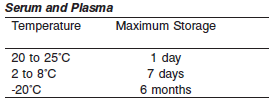 Serum and Plasma
Temperature Maximum Storage
20 to 25°C 1 day
2 to 8°C 7 days
-20°C 6 months